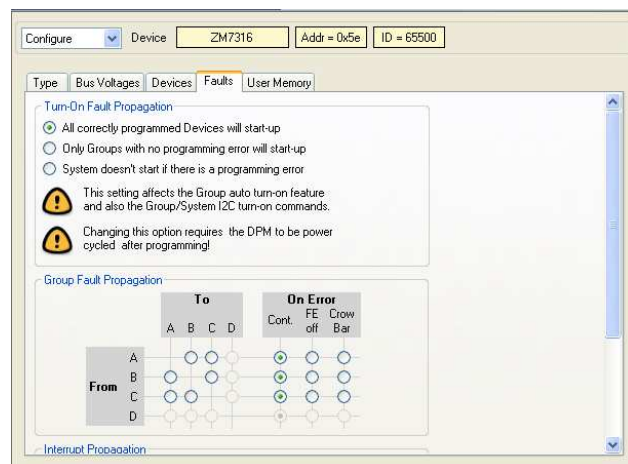 Configure Device ZM7316 Addr = 0x5e ID = 65500
Type Bus Voltages Devices Faults User Memory
Turn-On Fault Propagation
All correctly programmed Devices will start-up
Only Groups with no programming error will start-up
System doesn't start if there is a programming error
This setting affects the Group auto turn-on feature
and also the Group/System I2C turn-on commands.
Changing this option requires the DPM to be power
cycled after programming!
Group Fault Propagation
To
A B C D
On Error
Cont. FE off Crow Bar
From
A
B
C
D
Interrupt Propagation